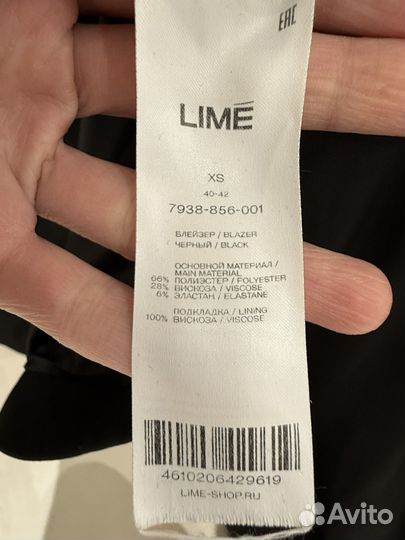 EAC
LIMĒ
XS
40-42
7938-856-001
БЛЕЙЗЕР / BLAZER
ЧЕРНЫЙ / BLACK
ОСНОВНОЙ МАТЕРИАЛ /
MAIN MATERIAL
66% ПОЛИЭСТЕР / POLYESTER
28% ВИСКОЗА / VISCOSE
6% ЭЛАСТАН / ELASTANE
ПОДКЛАДКА / LINING
100% ВИСКОЗА / VISCOSE
4610206429619
LIME-SHOP.RU
Avito